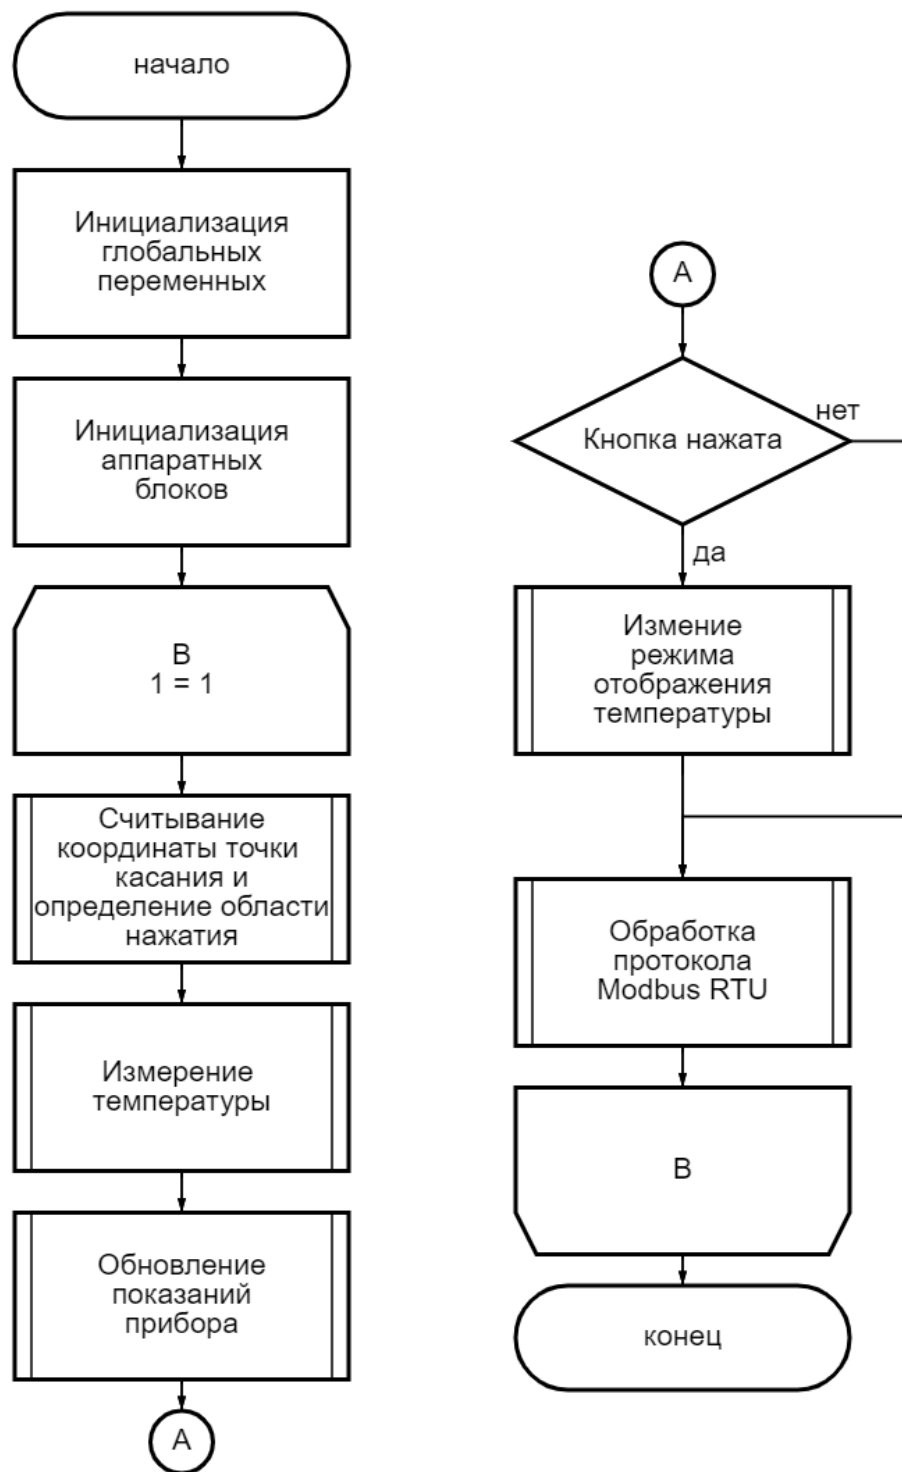 начало
Инициализация
глобальных
переменных
Инициализация
аппаратных
блоков
В
1 = 1
Считывание
координаты точки
касания и
определение области
нажатия
Измерение
температуры
Обновление
показаний
прибора
А
А
Кнопка нажата
нет
да
Измение
режима
отображения
температуры
Обработка
протокола
Modbus RTU
В
конец